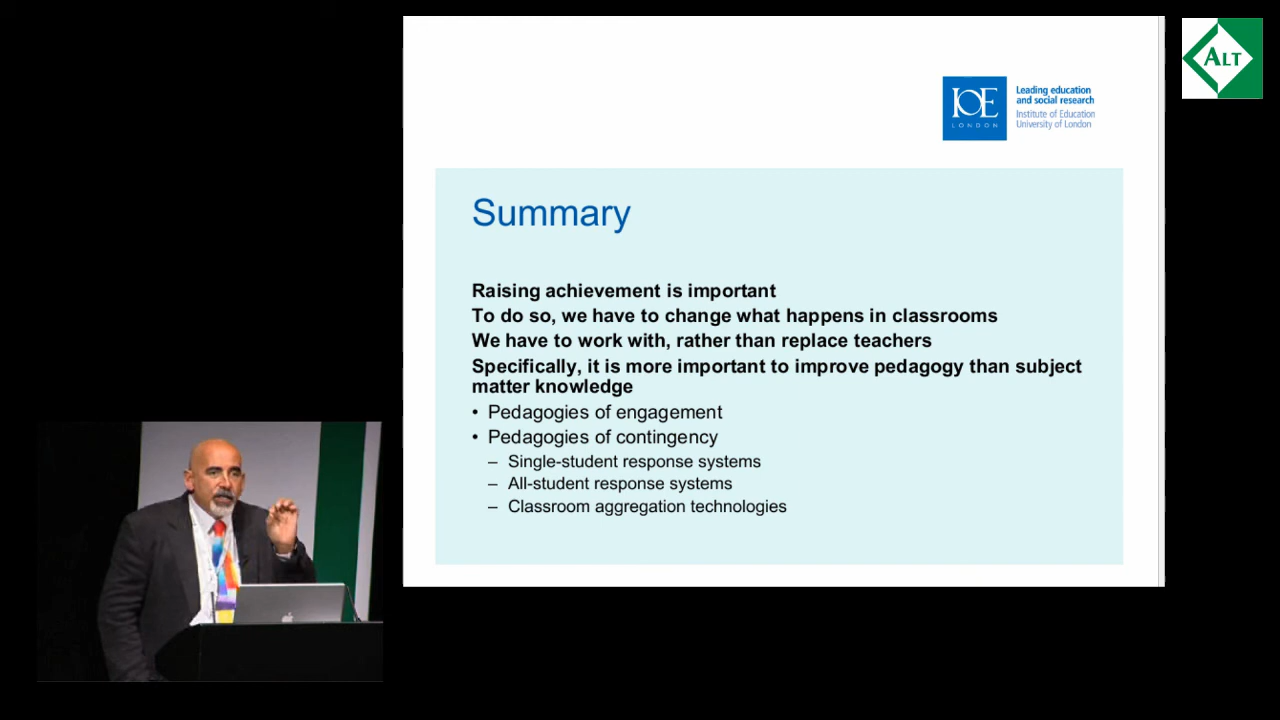 ALT
IOE
LONDON
Leading education
and social research
Institute of Education
University of London
Summary
Raising achievement is important
To do so, we have to change what happens in classrooms
We have to work with, rather than replace teachers
Specifically, it is more important to improve pedagogy than subject
matter knowledge
• Pedagogies of engagement
• Pedagogies of contingency
– Single-student response systems
– All-student response systems
– Classroom aggregation technologies